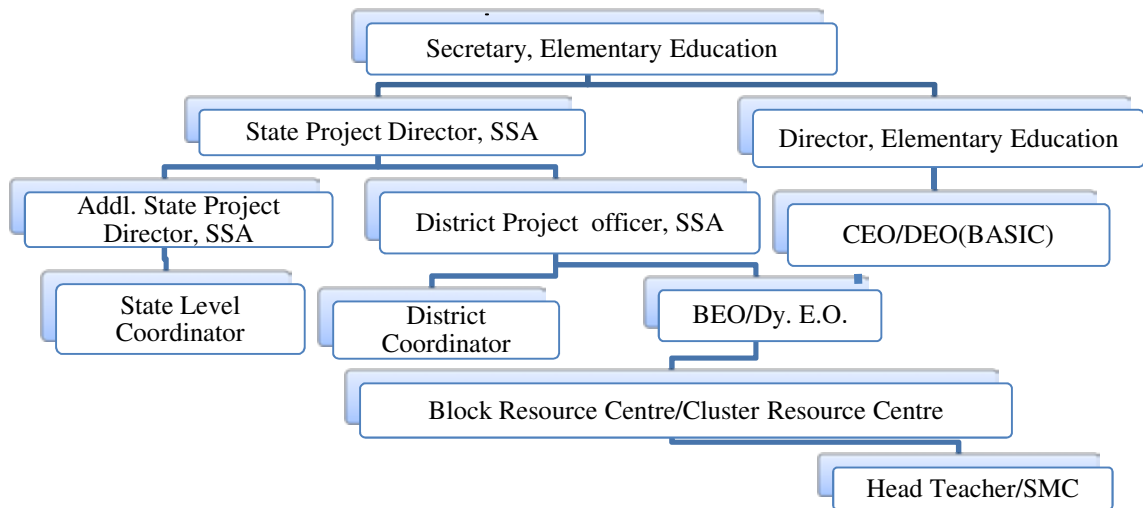 Secretary, Elementary Education
State Project Director, SSA
Director, Elementary Education
Addl. State Project
Director, SSA
District Project officer, SSA
CEO/DEO(BASIC)
State Level
Coordinator
District
Coordinator
BEO/Dy. E.O.
Block Resource Centre/Cluster Resource Centre
Head Teacher/SMC